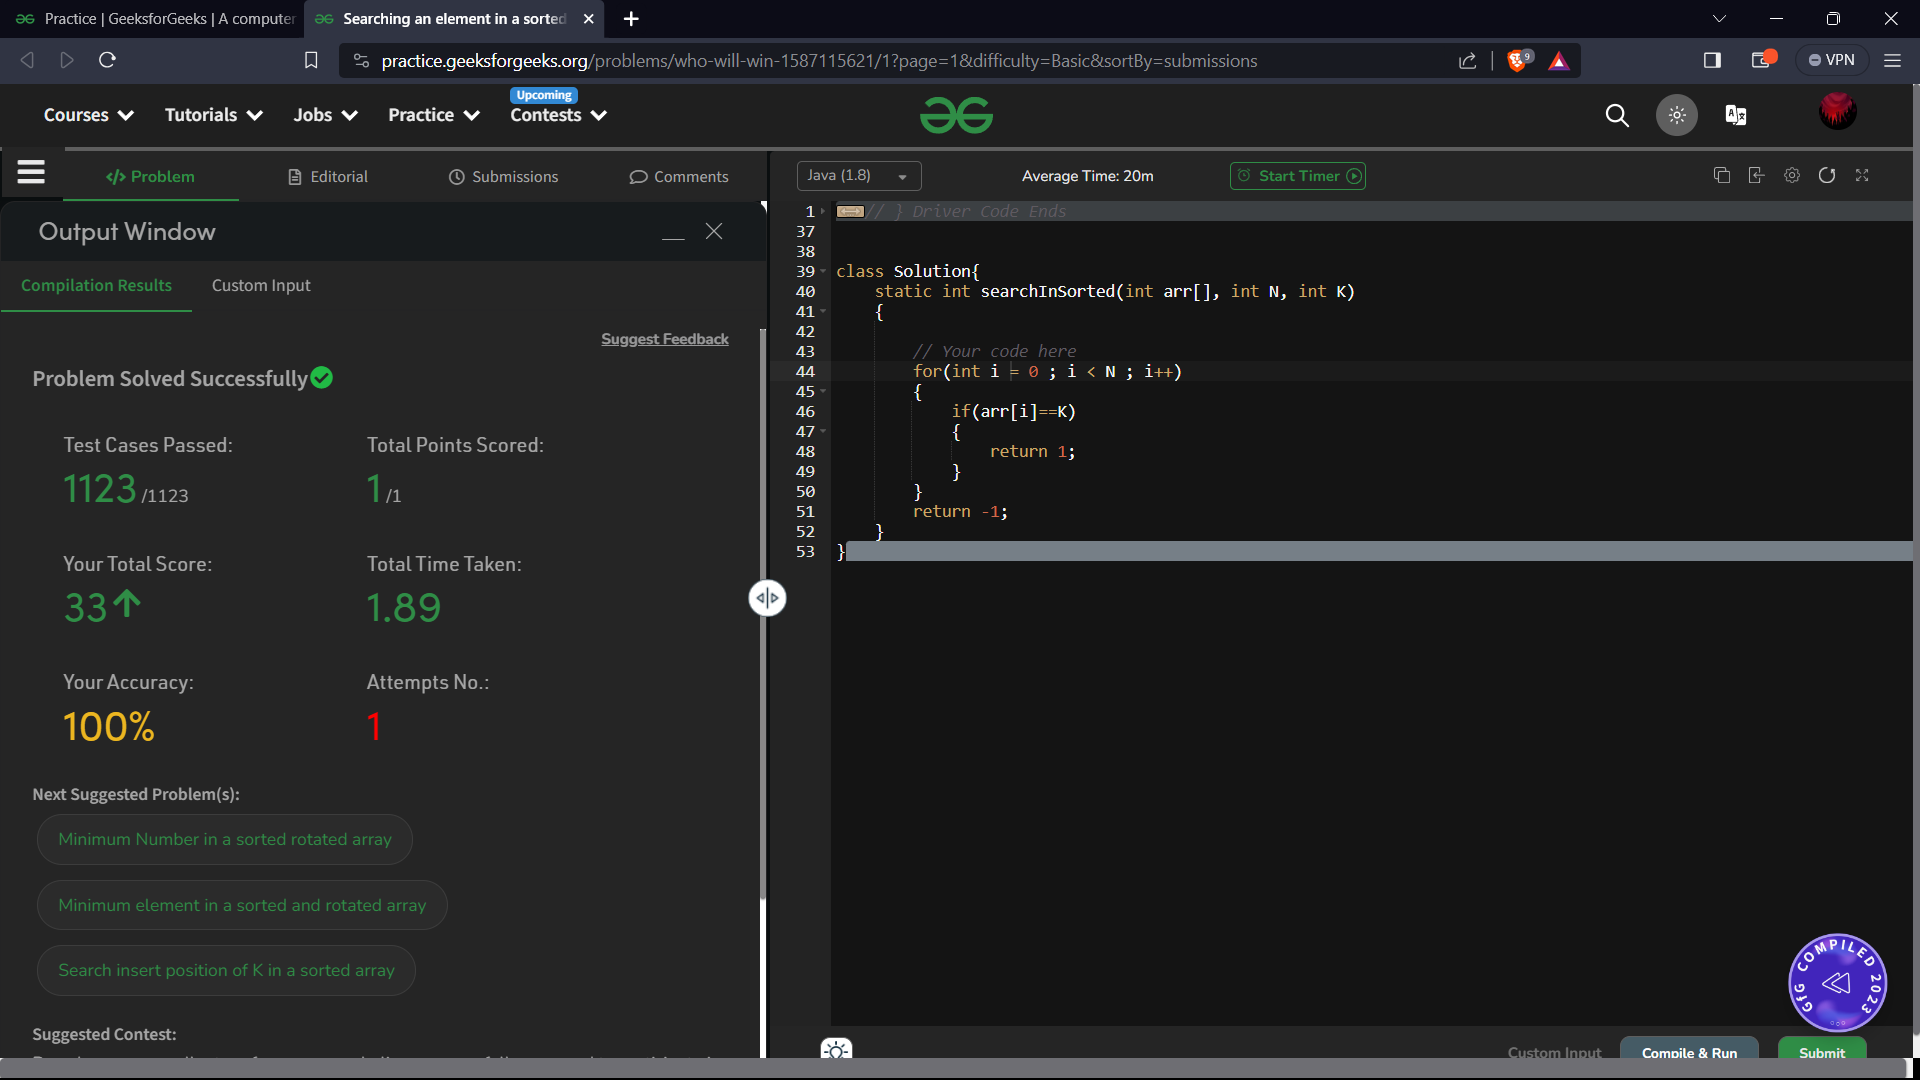 Practice | GeeksforGeeks | A computer
Searching an element in a sorted
practice.geeksforgeeks.org/problems/who-will-win-1587115621/1?page=1&difficulty=Basic&sortBy=submissions
9
VPN
Courses
Tutorials
Jobs
Practice
Upcoming
Contests
</> Problem
Editorial
Submissions
Comments
Java (1.8)
Average Time: 20m
Start Timer
Output Window
Compilation Results
Custom Input
Suggest Feedback
Problem Solved Successfully
Test Cases Passed:
1123 /1123
Total Points Scored:
1 /1
Your Total Score:
33
Total Time Taken:
1.89
Your Accuracy:
100%
Attempts No.:
1
Next Suggested Problem(s):
Minimum Number in a sorted rotated array
Minimum element in a sorted and rotated array
Search insert position of K in a sorted array
Suggested Contest:
1 // } Driver Code Ends
37
38
39 class Solution{
40 static int searchInSorted(int arr[], int N, int K)
41 {
42
43 // Your code here
44 for(int i = 0 ; i < N ; i++)
45 {
46 if(arr[i]==K)
47 {
48 return 1;
49 }
50 }
51 return -1;
52 }
53 }
GfG COMPILED 2023
Custom Input
Compile & Run
Submit